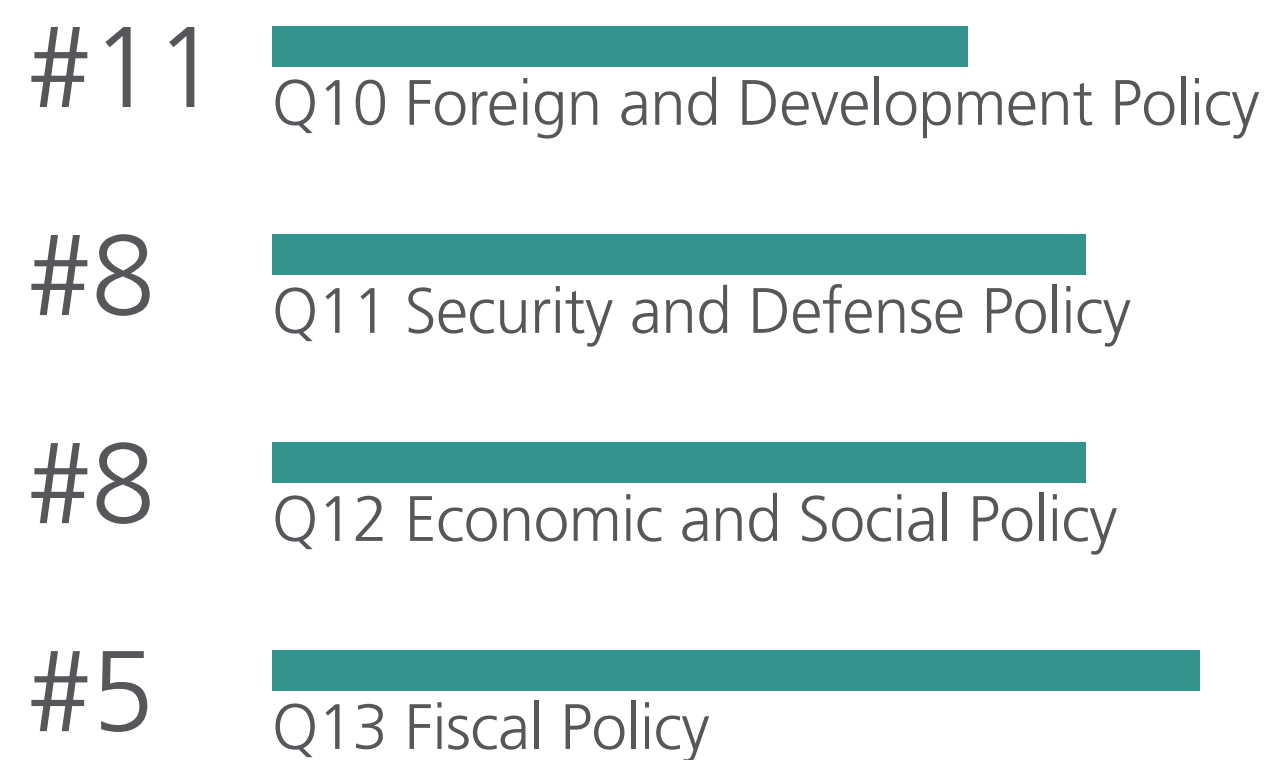 #11
Q10 Foreign and Development Policy
#8
Q11 Security and Defense Policy
#8
Q12 Economic and Social Policy
#5
Q13 Fiscal Policy